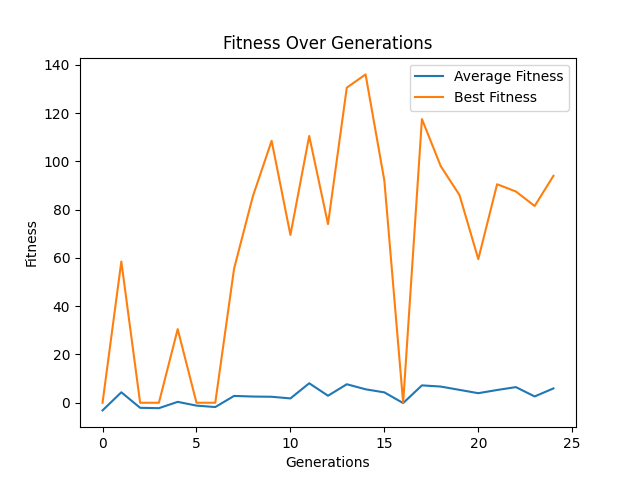 Fitness Over Generations
140
120
100
80
60
40
20
0
Fitness
Average Fitness
Best Fitness
0 5 10 15 20 25
Generations